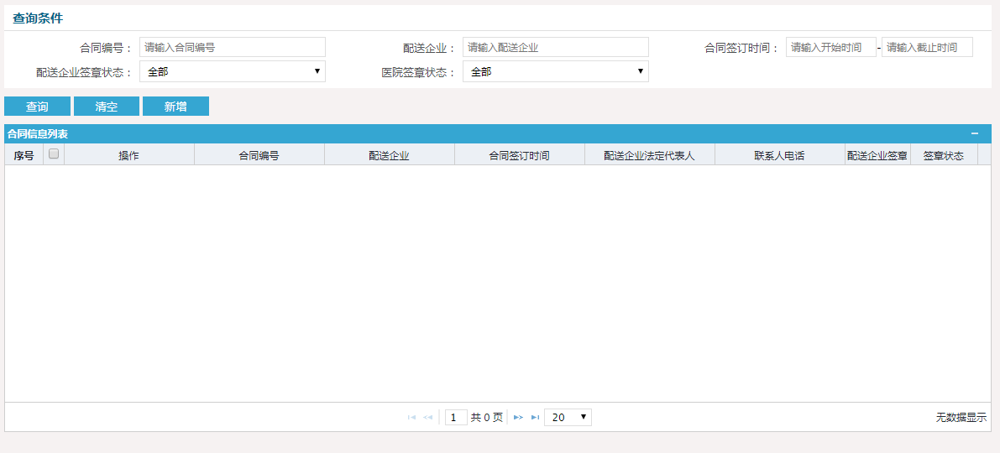 查询条件
合同编号： 请输入合同编号 配送企业： 请输入配送企业 合同签订时间： 请输入开始时间 - 请输入截止时间
配送企业签章状态： 全部 医院签章状态： 全部
查询 清空 新增
合同信息列表
序号 操作 合同编号 配送企业 合同签订时间 配送企业法定代表人 联系人电话 配送企业签章 签章状态
1 共 0 页 20 无数据显示